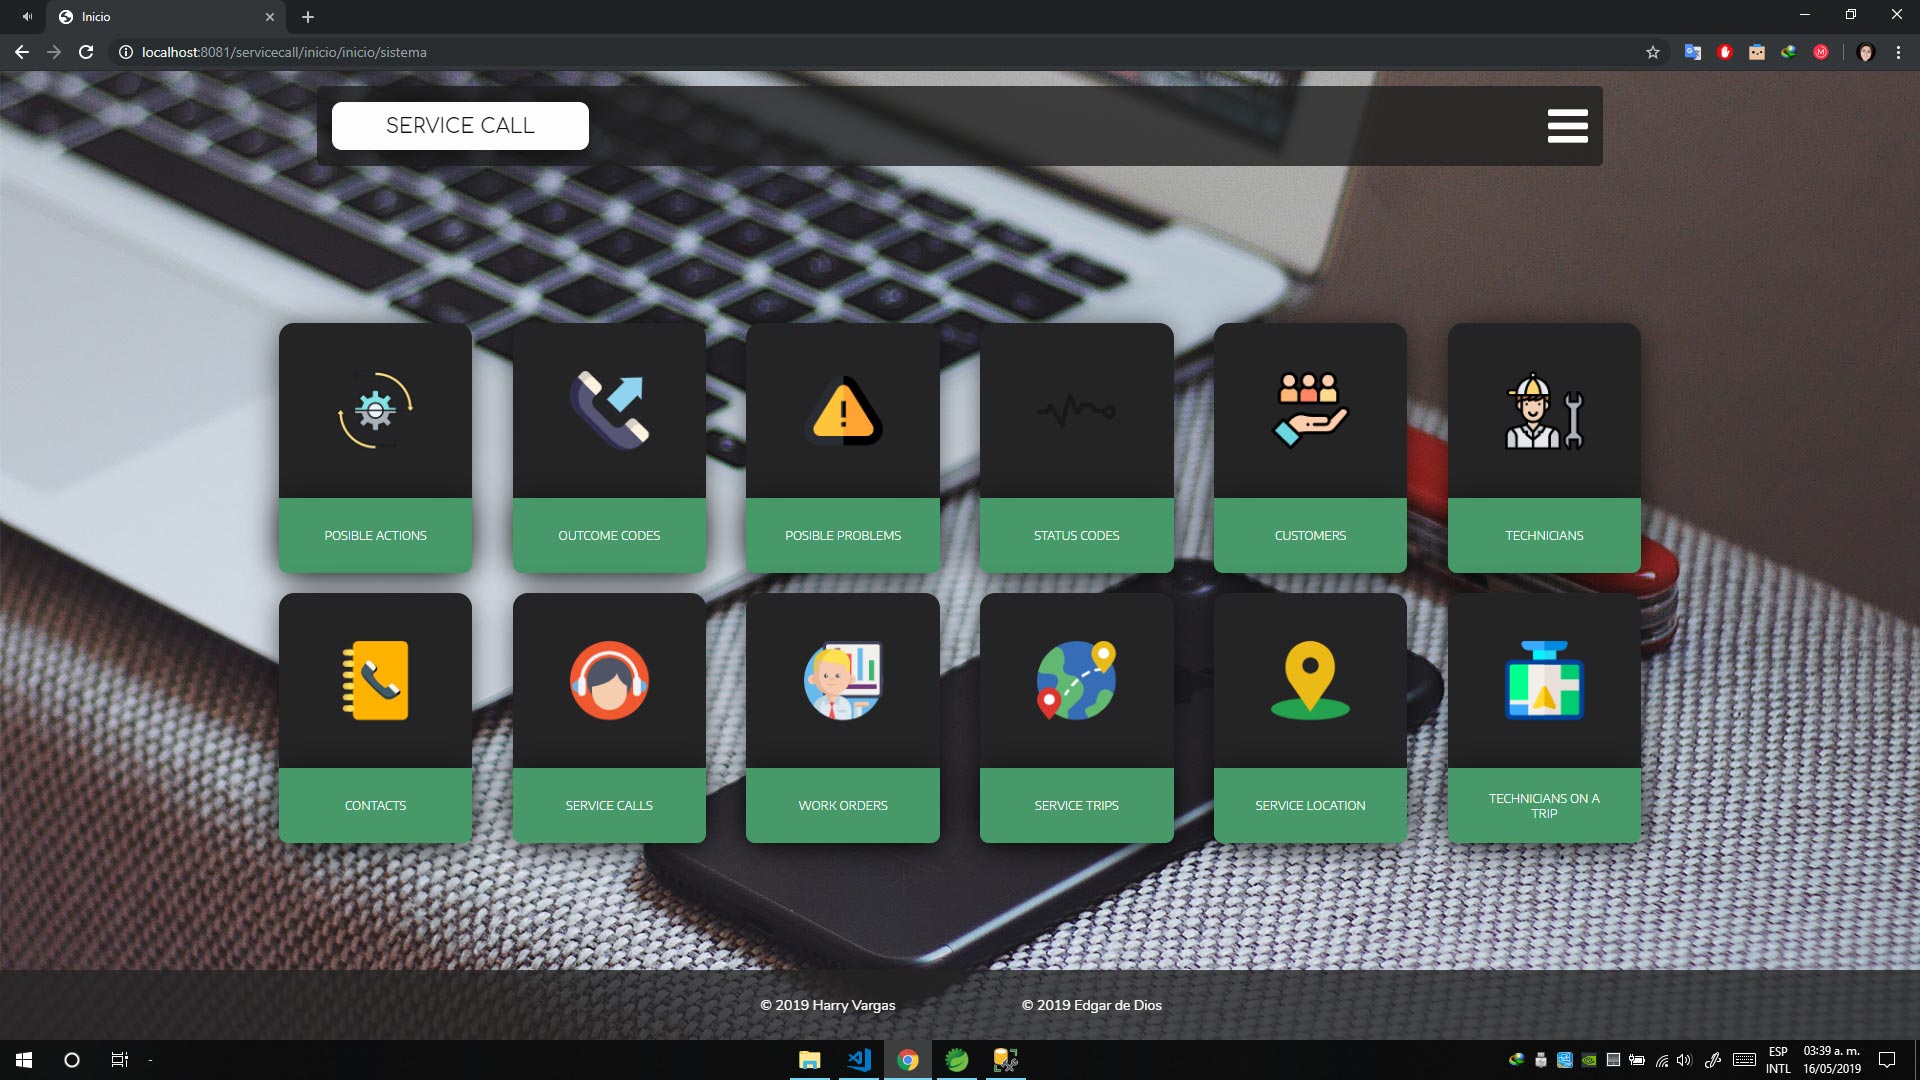 Inicio
localhost:8081/servicecall/inicio/inicio/sistema
SERVICE CALL
POSIBLE ACTIONS
OUTCOME CODES
POSIBLE PROBLEMS
STATUS CODES
CUSTOMERS
TECHNICIANS
CONTACTS
SERVICE CALLS
WORK ORDERS
SERVICE TRIPS
SERVICE LOCATION
TECHNICIANS ON A
TRIP
© 2019 Harry Vargas
© 2019 Edgar de Dios
ESP
INTL
03:39 a. m.
16/05/2019